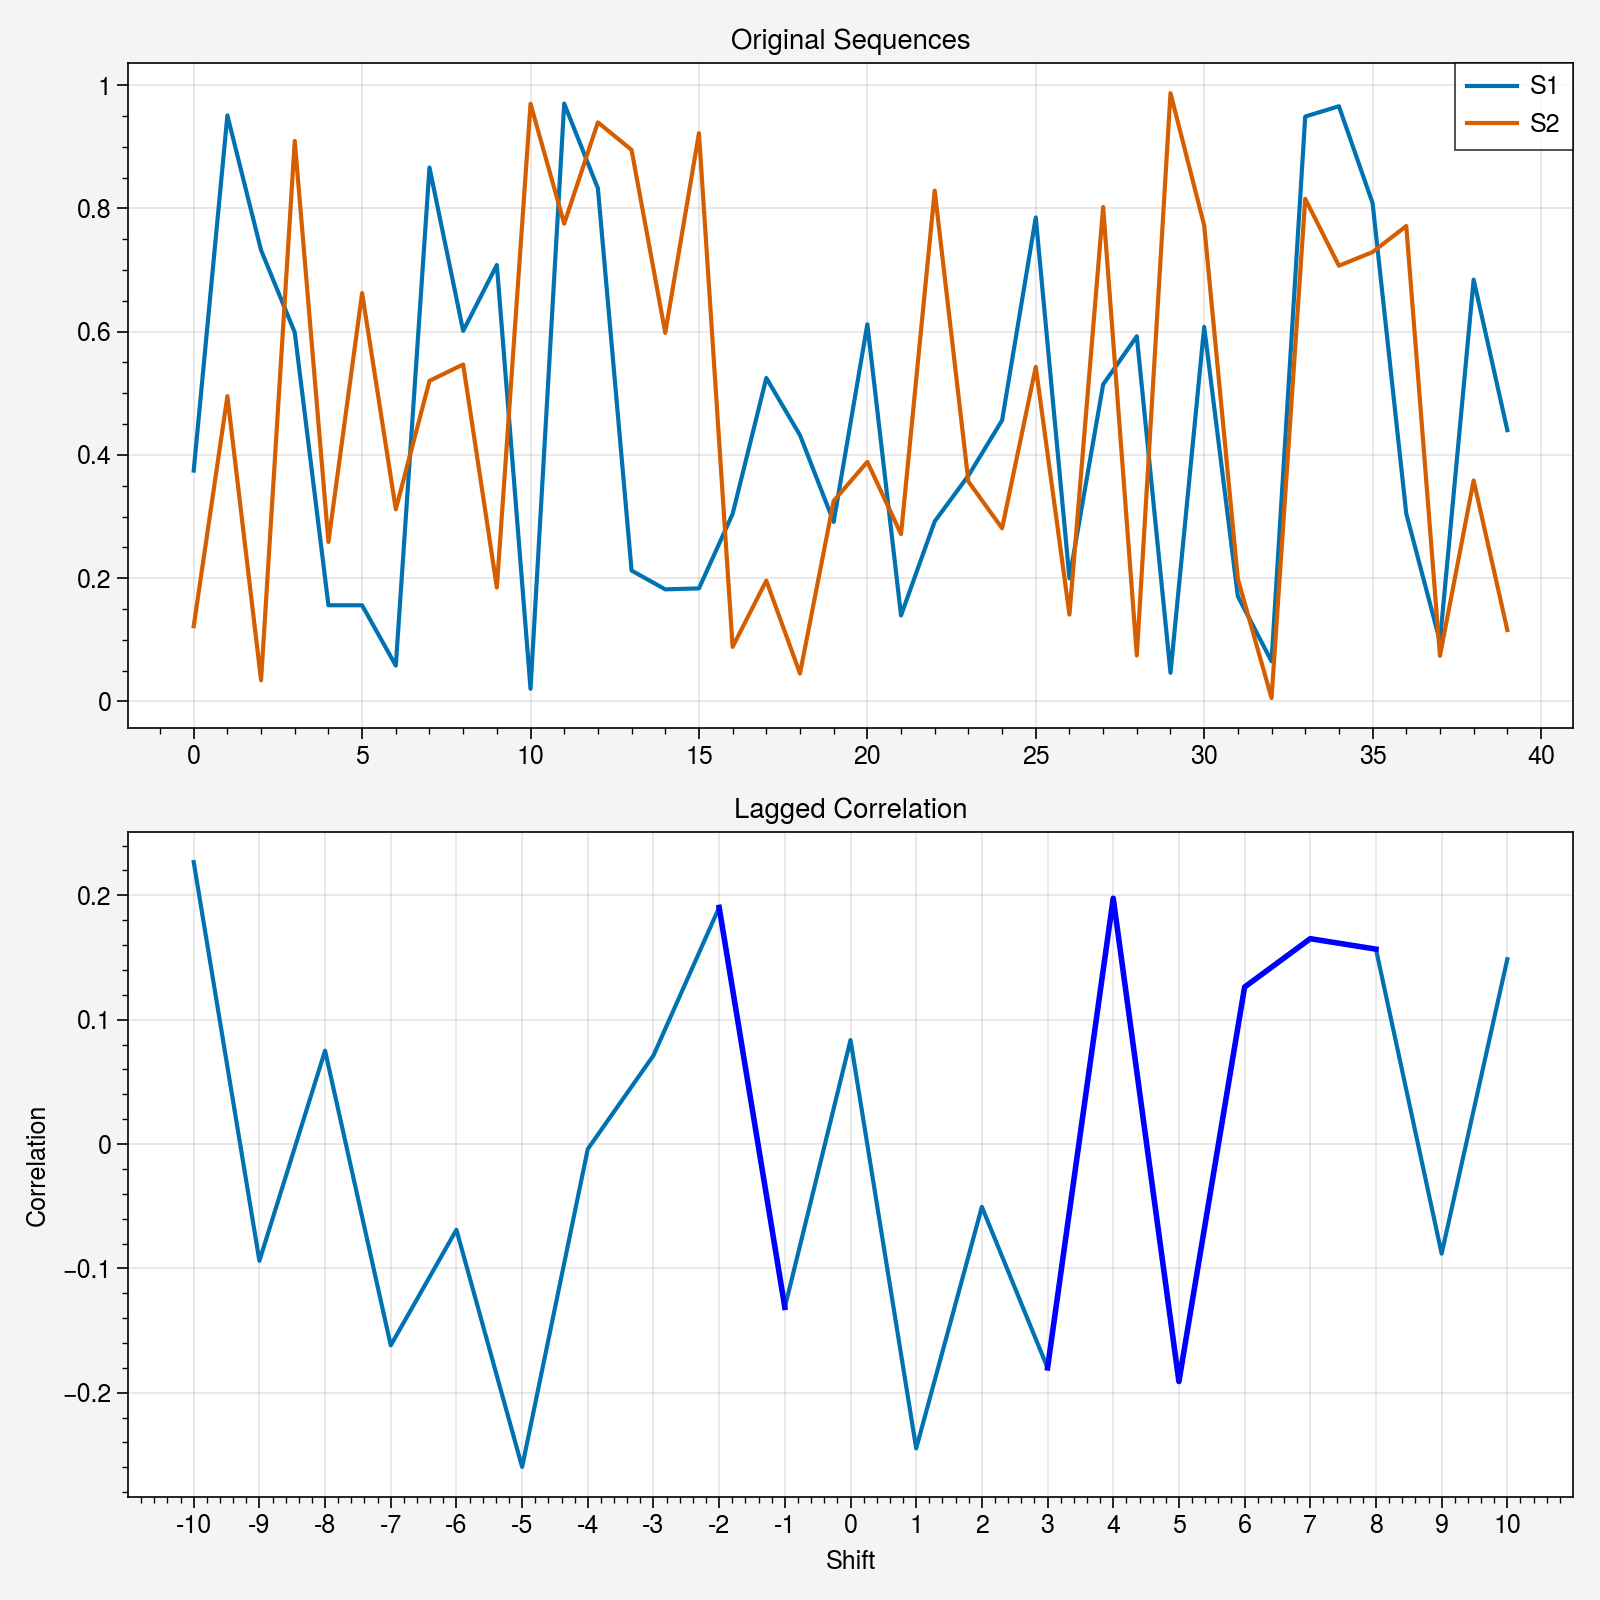 Original Sequences
1
0.8
0.6
0.4
0.2
0
S1
S2
0 5 10 15 20 25 30 35 40
Lagged Correlation
0.2
0.1
0
−0.1
−0.2
Correlation
-10 -9 -8 -7 -6 -5 -4 -3 -2 -1 0 1 2 3 4 5 6 7 8 9 10
Shift